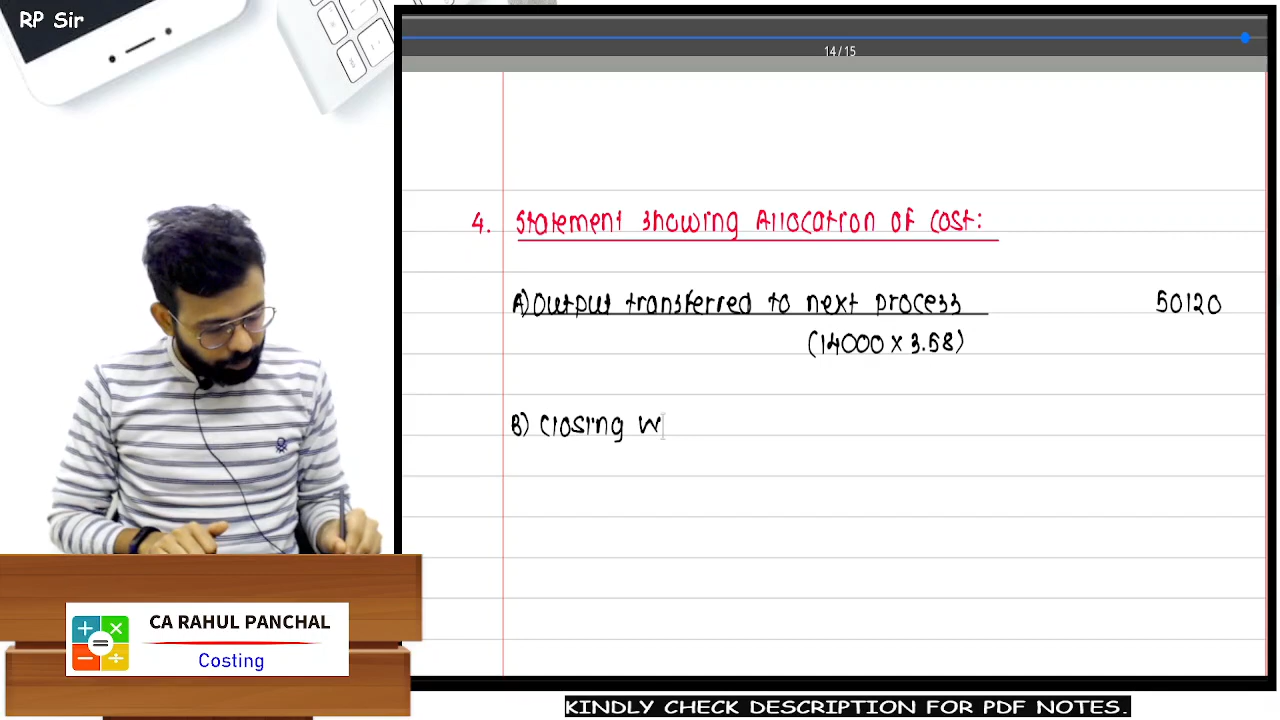 RP Sir
14 / 15
4. Statement Showing Allocation of Cost:
A) Output transferred to next process 50120
(14000 x 3.58)
B) Closing W
CA RAHUL PANCHAL
Costing
KINDLY CHECK DESCRIPTION FOR PDF NOTES.